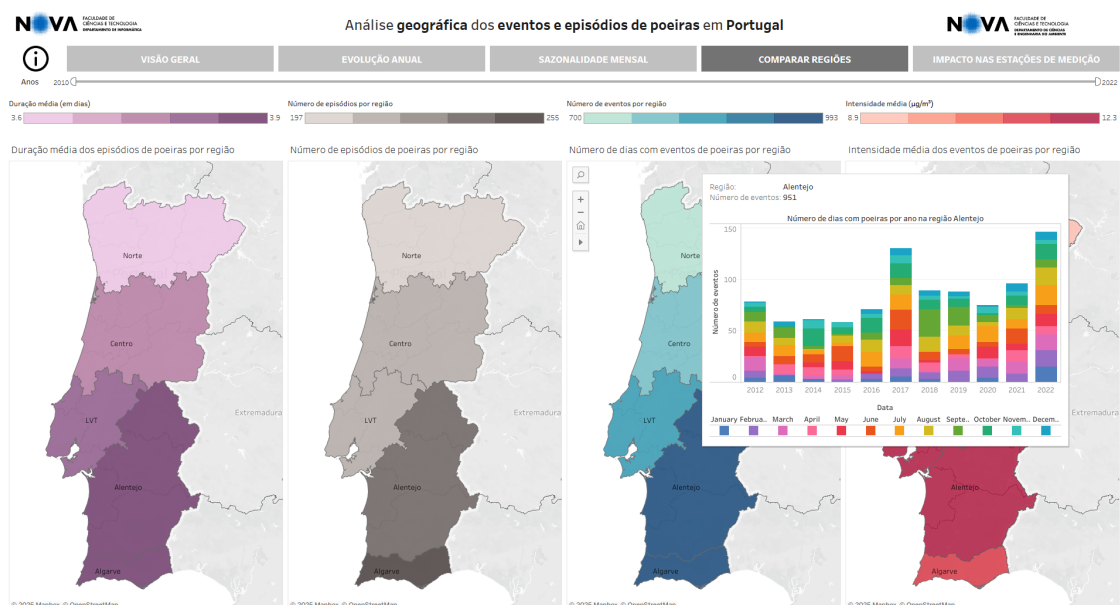 NOVA FACULDADE DE
CIÊNCIAS E TECNOLOGIA
DEPARTAMENTO DE INFORMÁTICA
Análise geográfica dos eventos e episódios de poeiras em Portugal
NOVA FACULDADE DE
CIÊNCIAS E TECNOLOGIA
DEPARTAMENTO DE CIÊNCIAS
E ENGENHARIA DO AMBIENTE
VISÃO GERAL
EVOLUÇÃO ANUAL
SAZONALIDADE MENSAL
COMPARAR REGIÕES
IMPACTO NAS ESTAÇÕES DE MEDIÇÃO
Anos 2010 2022
Duração média (em dias)
3.6 3.9
Número de episódios por região
197 255
Número de eventos por região
700 993
Intensidade média (µg/m³)
8.9 12.3
Duração média dos episódios de poeiras por região
Norte
Centro
LVT
Extremadura
Alentejo
Algarve
© 2025 Mapbox © OpenStreetMap
Número de episódios de poeiras por região
Norte
Centro
LVT
Extremadura
Alentejo
Algarve
© 2025 Mapbox © OpenStreetMap
Número de dias com eventos de poeiras por região
Norte
Centro
LVT
Alentejo
Algarve
© 2025 Mapbox © OpenStreetMap
Intensidade média dos eventos de poeiras por região
Extremadura
Alentejo
Algarve
© 2025 Mapbox © OpenStreetMap
Região: Alentejo
Número de eventos: 951
Número de dias com poeiras por ano na região Alentejo
Número de eventos
150
100
50
0
2012 2013 2014 2015 2016 2017 2018 2019 2020 2021 2022
Data
January Februa.. March April May June July August Septe.. October Novem.. Decem..